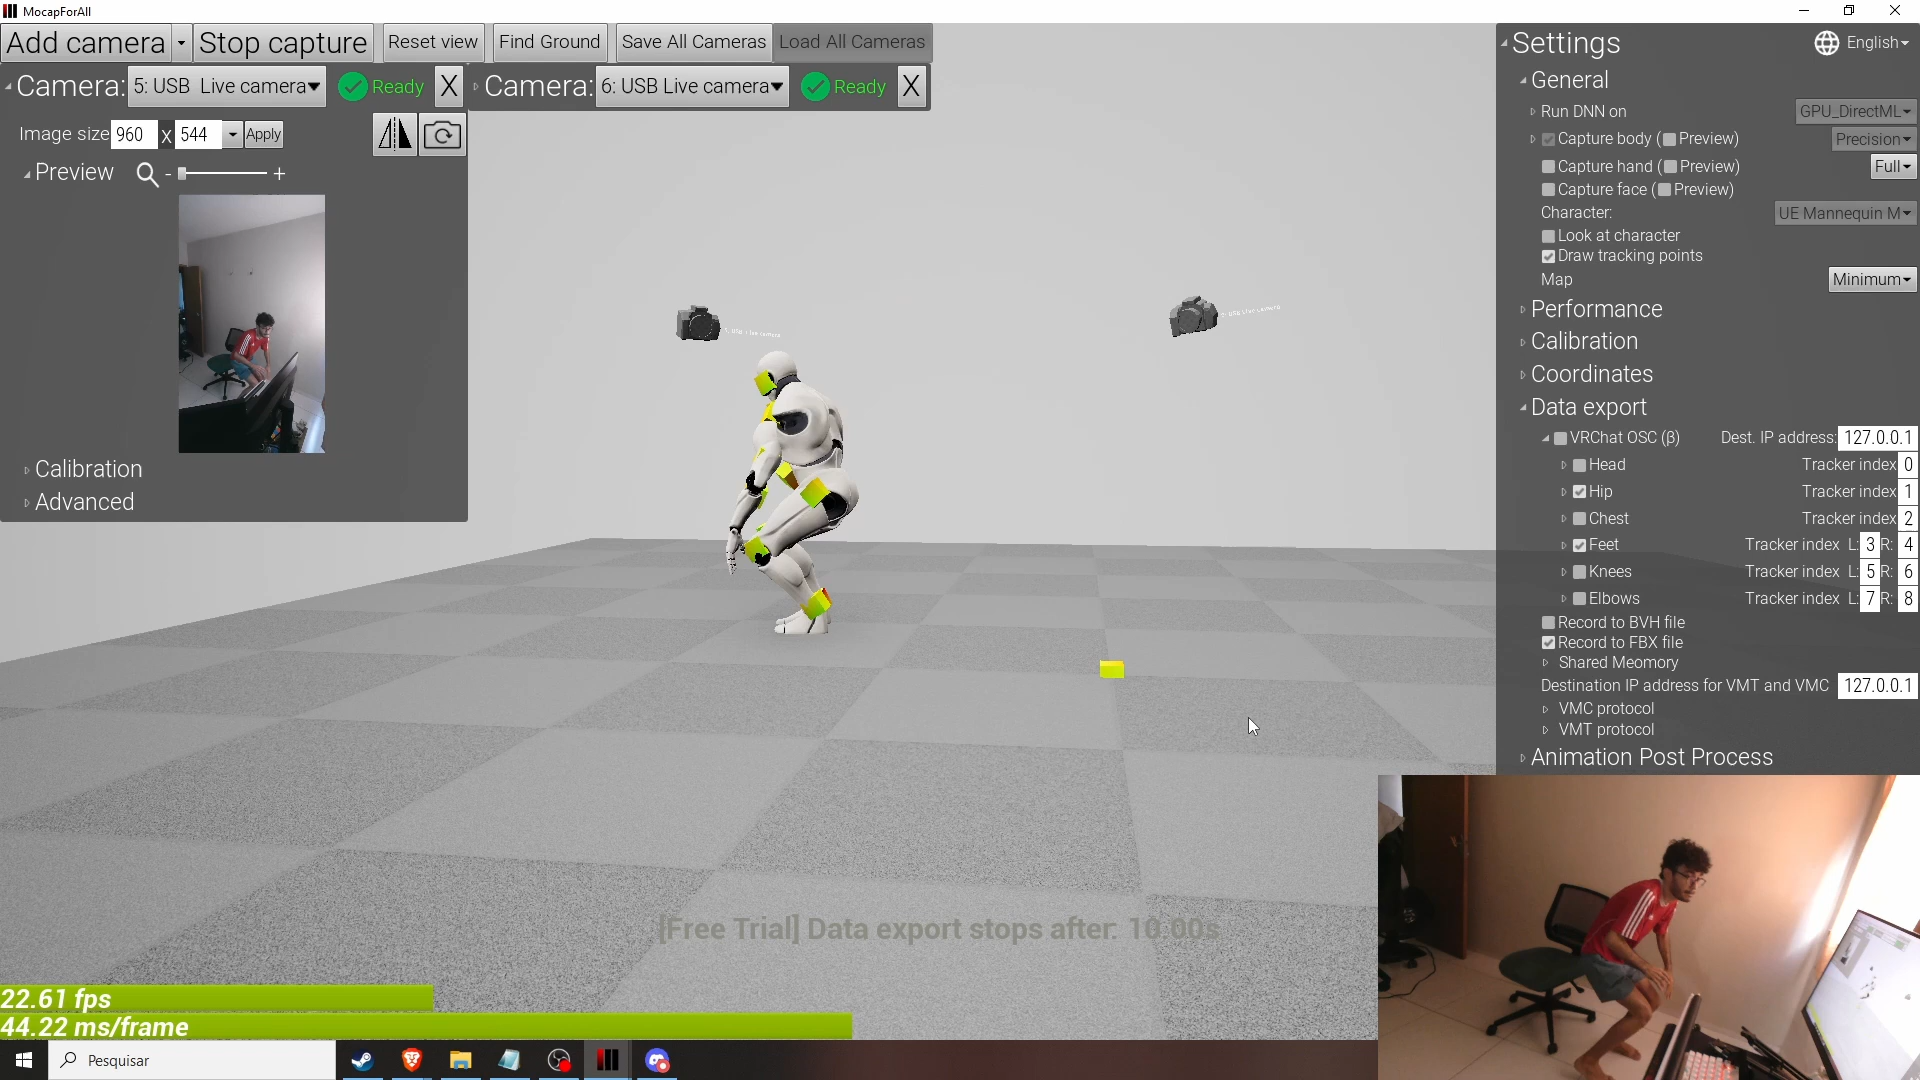 MocapForAll
Add camera
Stop capture
Reset view
Find Ground
Save All Cameras
Load All Cameras
Camera: 5: USB  Live camera Ready X
Camera: 6: USB Live camera Ready X
Image size 960 x 544 Apply
Preview - +
Calibration
Advanced
Settings English
General
Run DNN on GPU_DirectML
Capture body ( Preview) Precision
Capture hand ( Preview) Full
Capture face ( Preview)
Character: UE Mannequin M
Look at character
Draw tracking points
Map Minimum
Performance
Calibration
Coordinates
Data export
VRChat OSC (β) Dest. IP address: 127.0.0.1
Head Tracker index 0
Hip Tracker index 1
Chest Tracker index 2
Feet Tracker index L: 3 R: 4
Knees Tracker index L: 5 R: 6
Elbows Tracker index L: 7 R: 8
Record to BVH file
Record to FBX file
Shared Meomory
Destination IP address for VMT and VMC 127.0.0.1
VMC protocol
VMT protocol
Animation Post Process
[Free Trial] Data export stops after: 10.00s
22.61 fps
44.22 ms/frame
Pesquisar